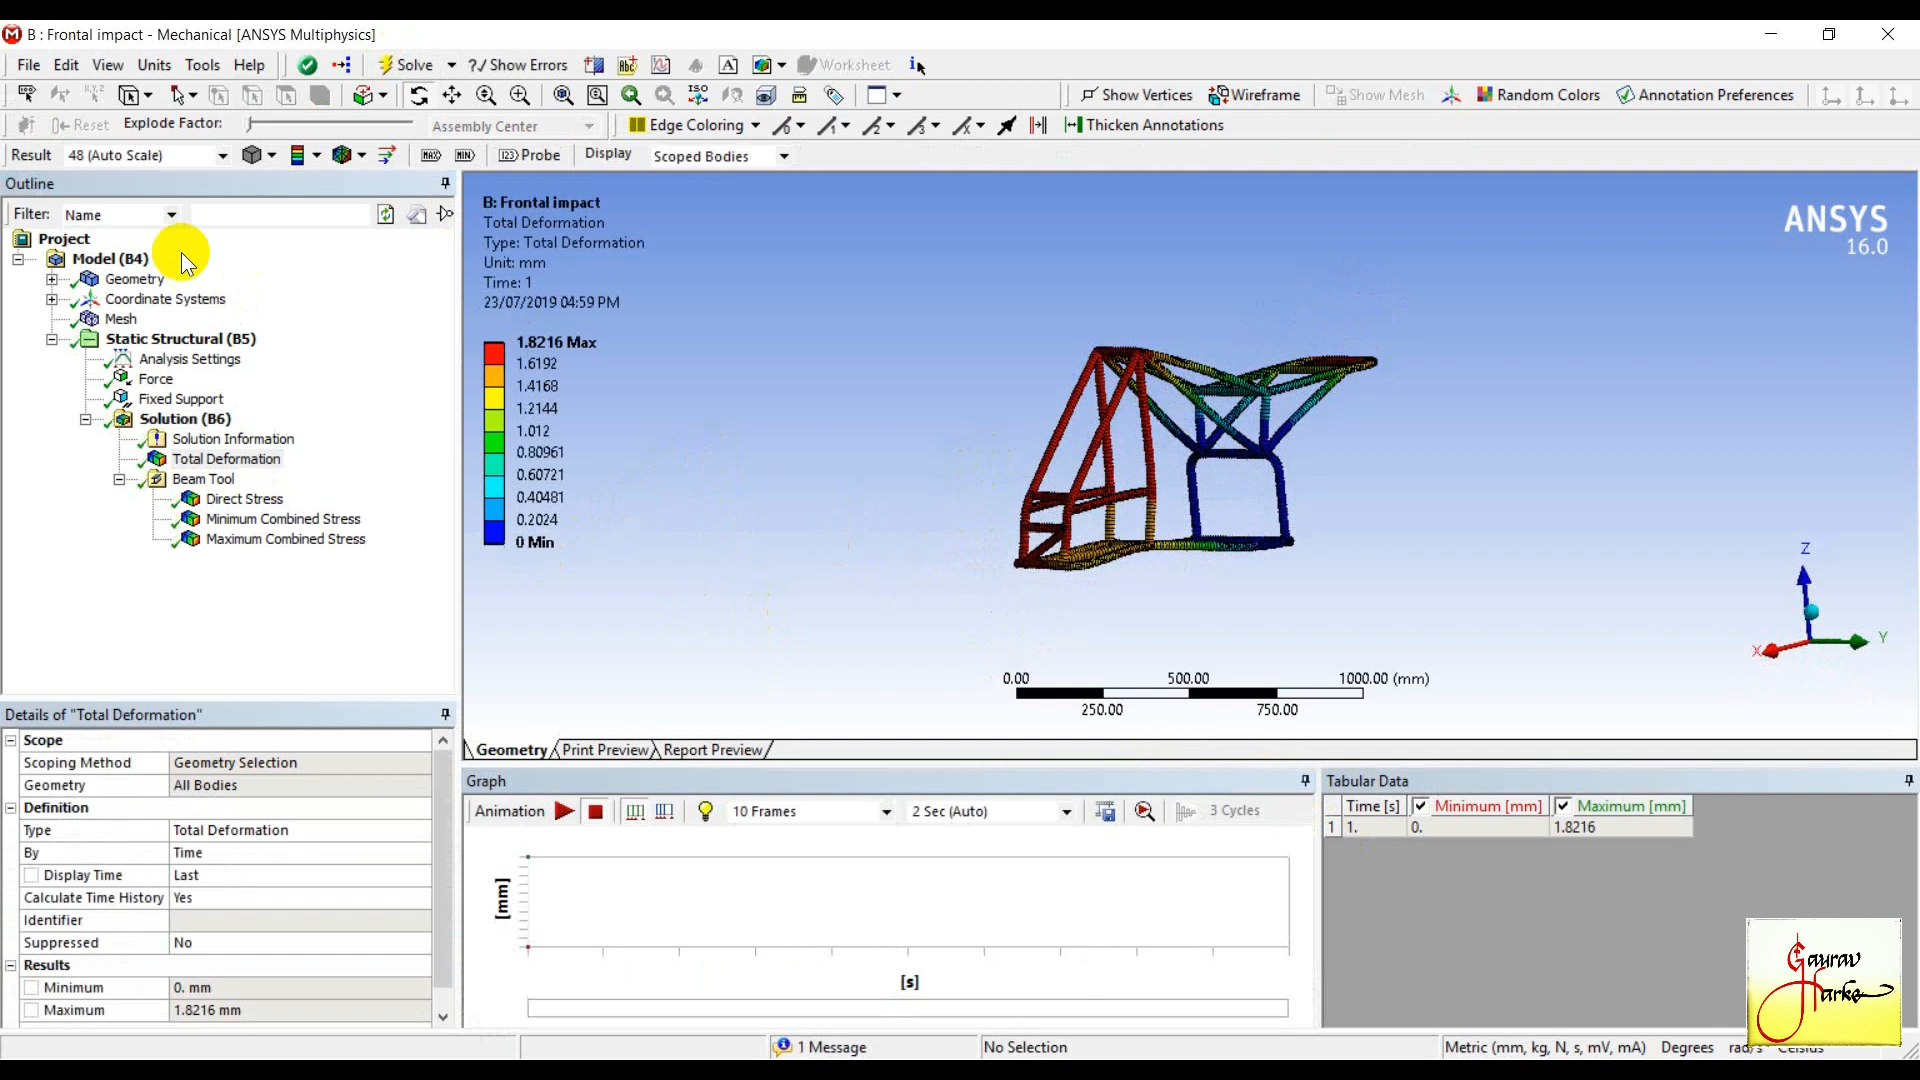 B : Frontal impact - Mechanical [ANSYS Multiphysics]
File Edit View Units Tools Help Solve ?/ Show Errors Worksheet
Show Vertices Wireframe Show Mesh Random Colors Annotation Preferences
Reset Explode Factor: Assembly Center Edge Coloring Thicken Annotations
Result 48 (Auto Scale) MAX MIN Probe Display Scoped Bodies
Outline
Filter: Name
Project
Model (B4)
Geometry
Coordinate Systems
Mesh
Static Structural (B5)
Analysis Settings
Force
Fixed Support
Solution (B6)
Solution Information
Total Deformation
Beam Tool
Direct Stress
Minimum Combined Stress
Maximum Combined Stress
B: Frontal impact
Total Deformation
Type: Total Deformation
Unit: mm
Time: 1
23/07/2019 04:59 PM
1.8216 Max
1.6192
1.4168
1.2144
1.012
0.80961
0.60721
0.40481
0.2024
0 Min
ANSYS
16.0
Z
X
Y
0.00 500.00 1000.00 (mm)
250.00 750.00
Geometry Print Preview Report Preview
Details of "Total Deformation"
Scope
Scoping Method Geometry Selection
Geometry All Bodies
Definition
Type Total Deformation
By Time
Display Time Last
Calculate Time History Yes
Identifier
Suppressed No
Results
Minimum 0. mm
Maximum 1.8216 mm
Graph
Animation 10 Frames 2 Sec (Auto) 3 Cycles
[mm]
[s]
Tabular Data
Time [s] Minimum [mm] Maximum [mm]
1 1. 0. 1.8216
Gaurav
Harke
1 Message No Selection Metric (mm, kg, N, s, mV, mA) Degrees rad/s Celsius